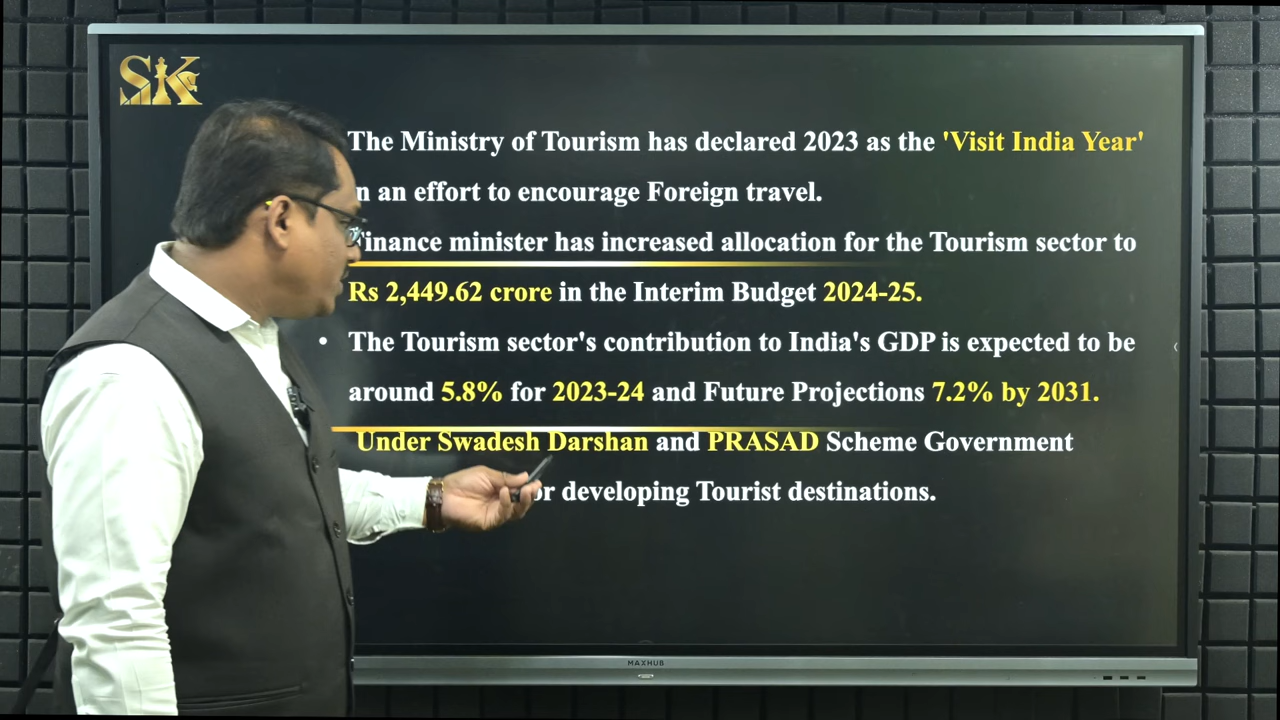 SK
The Ministry of Tourism has declared 2023 as the 'Visit India Year'
an effort to encourage Foreign travel.
Finance minister has increased allocation for the Tourism sector to
Rs 2,449.62 crore in the Interim Budget 2024-25.
• The Tourism sector's contribution to India's GDP is expected to be
around 5.8% for 2023-24 and Future Projections 7.2% by 2031.
Under Swadesh Darshan and PRASAD Scheme Government
developing Tourist destinations.
MAXHUB